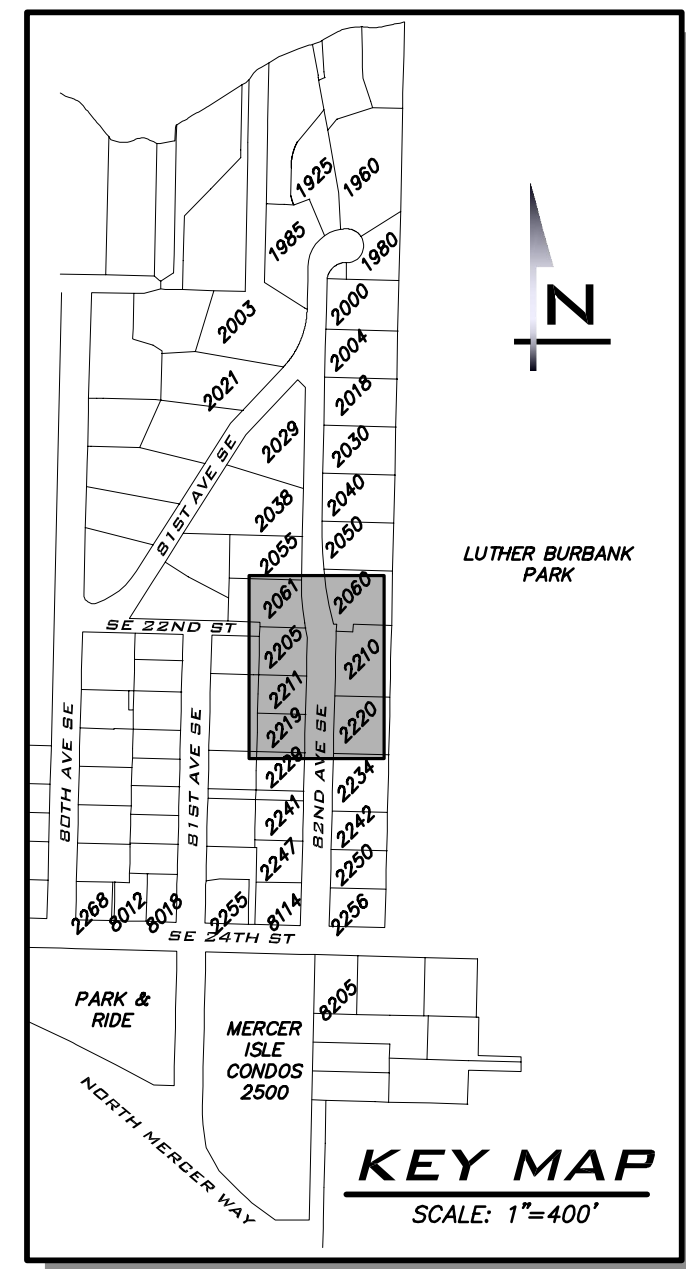 1925
1960
1985
1980
N
2000
2003
2004
2021
2018
2029
2030
81ST AVE SE
2038
2040
2055
2050
LUTHER BURBANK
PARK
2061
2060
SE 22ND ST
2205
2210
2211
2219
2220
80TH AVE SE
81ST AVE SE
82ND AVE SE
2229
2234
2241
2242
2247
2250
2268
8012
8018
2255
8114
2256
SE 24TH ST
PARK &
RIDE
8205
MERCER
ISLE
CONDOS
2500
NORTH MERCER WAY
KEY MAP
SCALE: 1"=400'